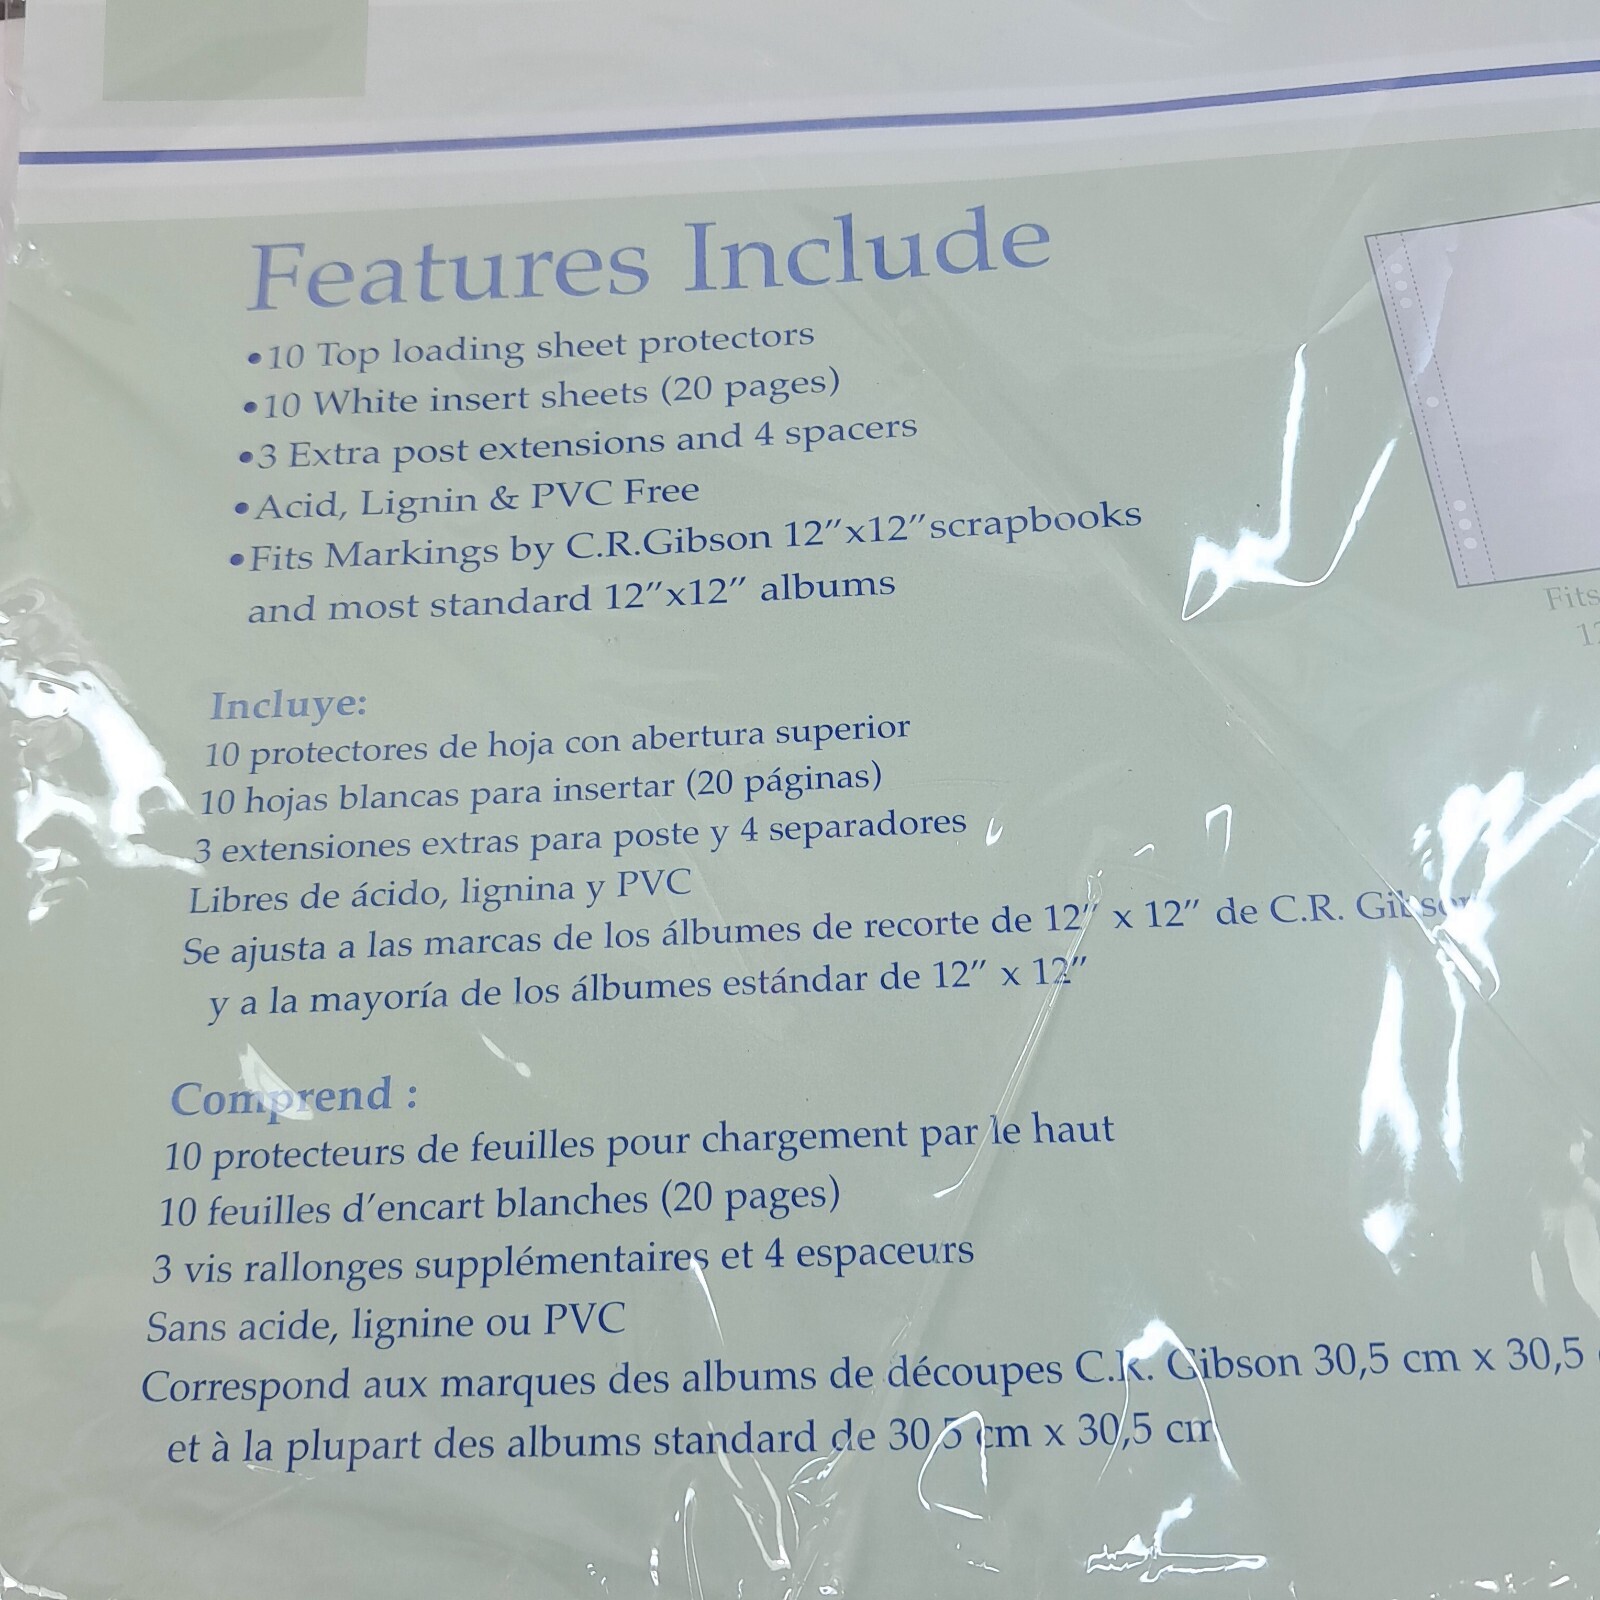 Features Include
•10 Top loading sheet protectors
•10 White insert sheets (20 pages)
•3 Extra post extensions and 4 spacers
•Acid, Lignin & PVC Free
•Fits Markings by C.R.Gibson 12"x12"scrapbooks
and most standard 12"x12" albums
Fits
Incluye:
10 protectores de hoja con abertura superior
10 hojas blancas para insertar (20 páginas)
3 extensiones extras para poste y 4 separadores
Libres de ácido, lignina y PVC
Se ajusta a las marcas de los álbumes de recorte de 12" x 12" de C.R. Gibson
y a la mayoría de los álbumes estándar de 12" x 12"
Comprend :
10 protecteurs de feuilles pour chargement par le haut
10 feuilles d'encart blanches (20 pages)
3 vis rallonges supplémentaires et 4 espaceurs
Sans acide, lignine ou PVC
Correspond aux marques des albums de découpes C.R. Gibson 30,5 cm x 30,5
et à la plupart des albums standard de 30,5 cm x 30,5 cm